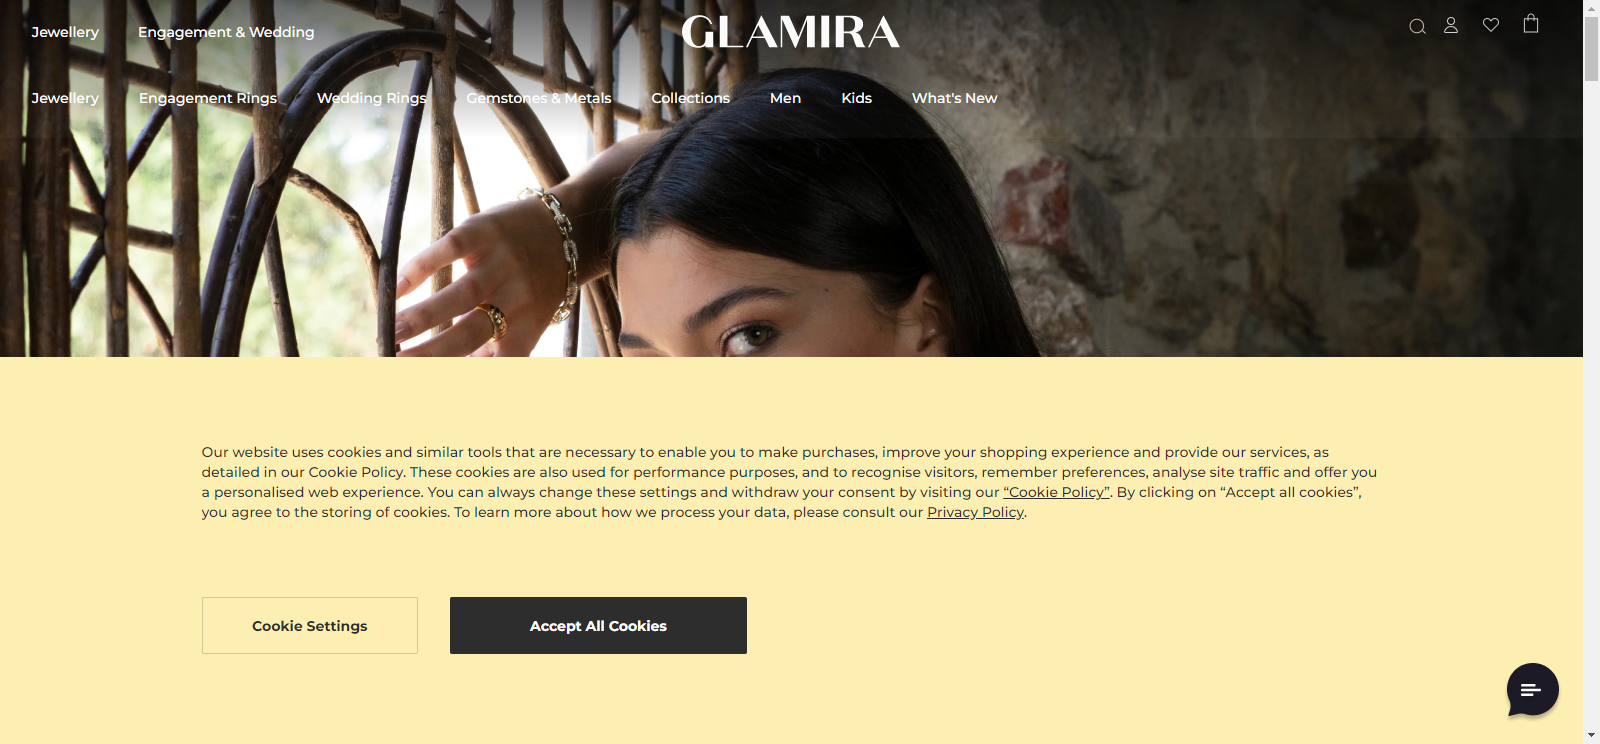 Jewellery Engagement & Wedding
GLAMIRA
Jewellery Engagement Rings Wedding Rings Gemstones & Metals Collections Men Kids What's New
Our website uses cookies and similar tools that are necessary to enable you to make purchases, improve your shopping experience and provide our services, as
detailed in our Cookie Policy. These cookies are also used for performance purposes, and to recognise visitors, remember preferences, analyse site traffic and offer you
a personalised web experience. You can always change these settings and withdraw your consent by visiting our “Cookie Policy”. By clicking on “Accept all cookies”,
you agree to the storing of cookies. To learn more about how we process your data, please consult our Privacy Policy.
Cookie Settings
Accept All Cookies